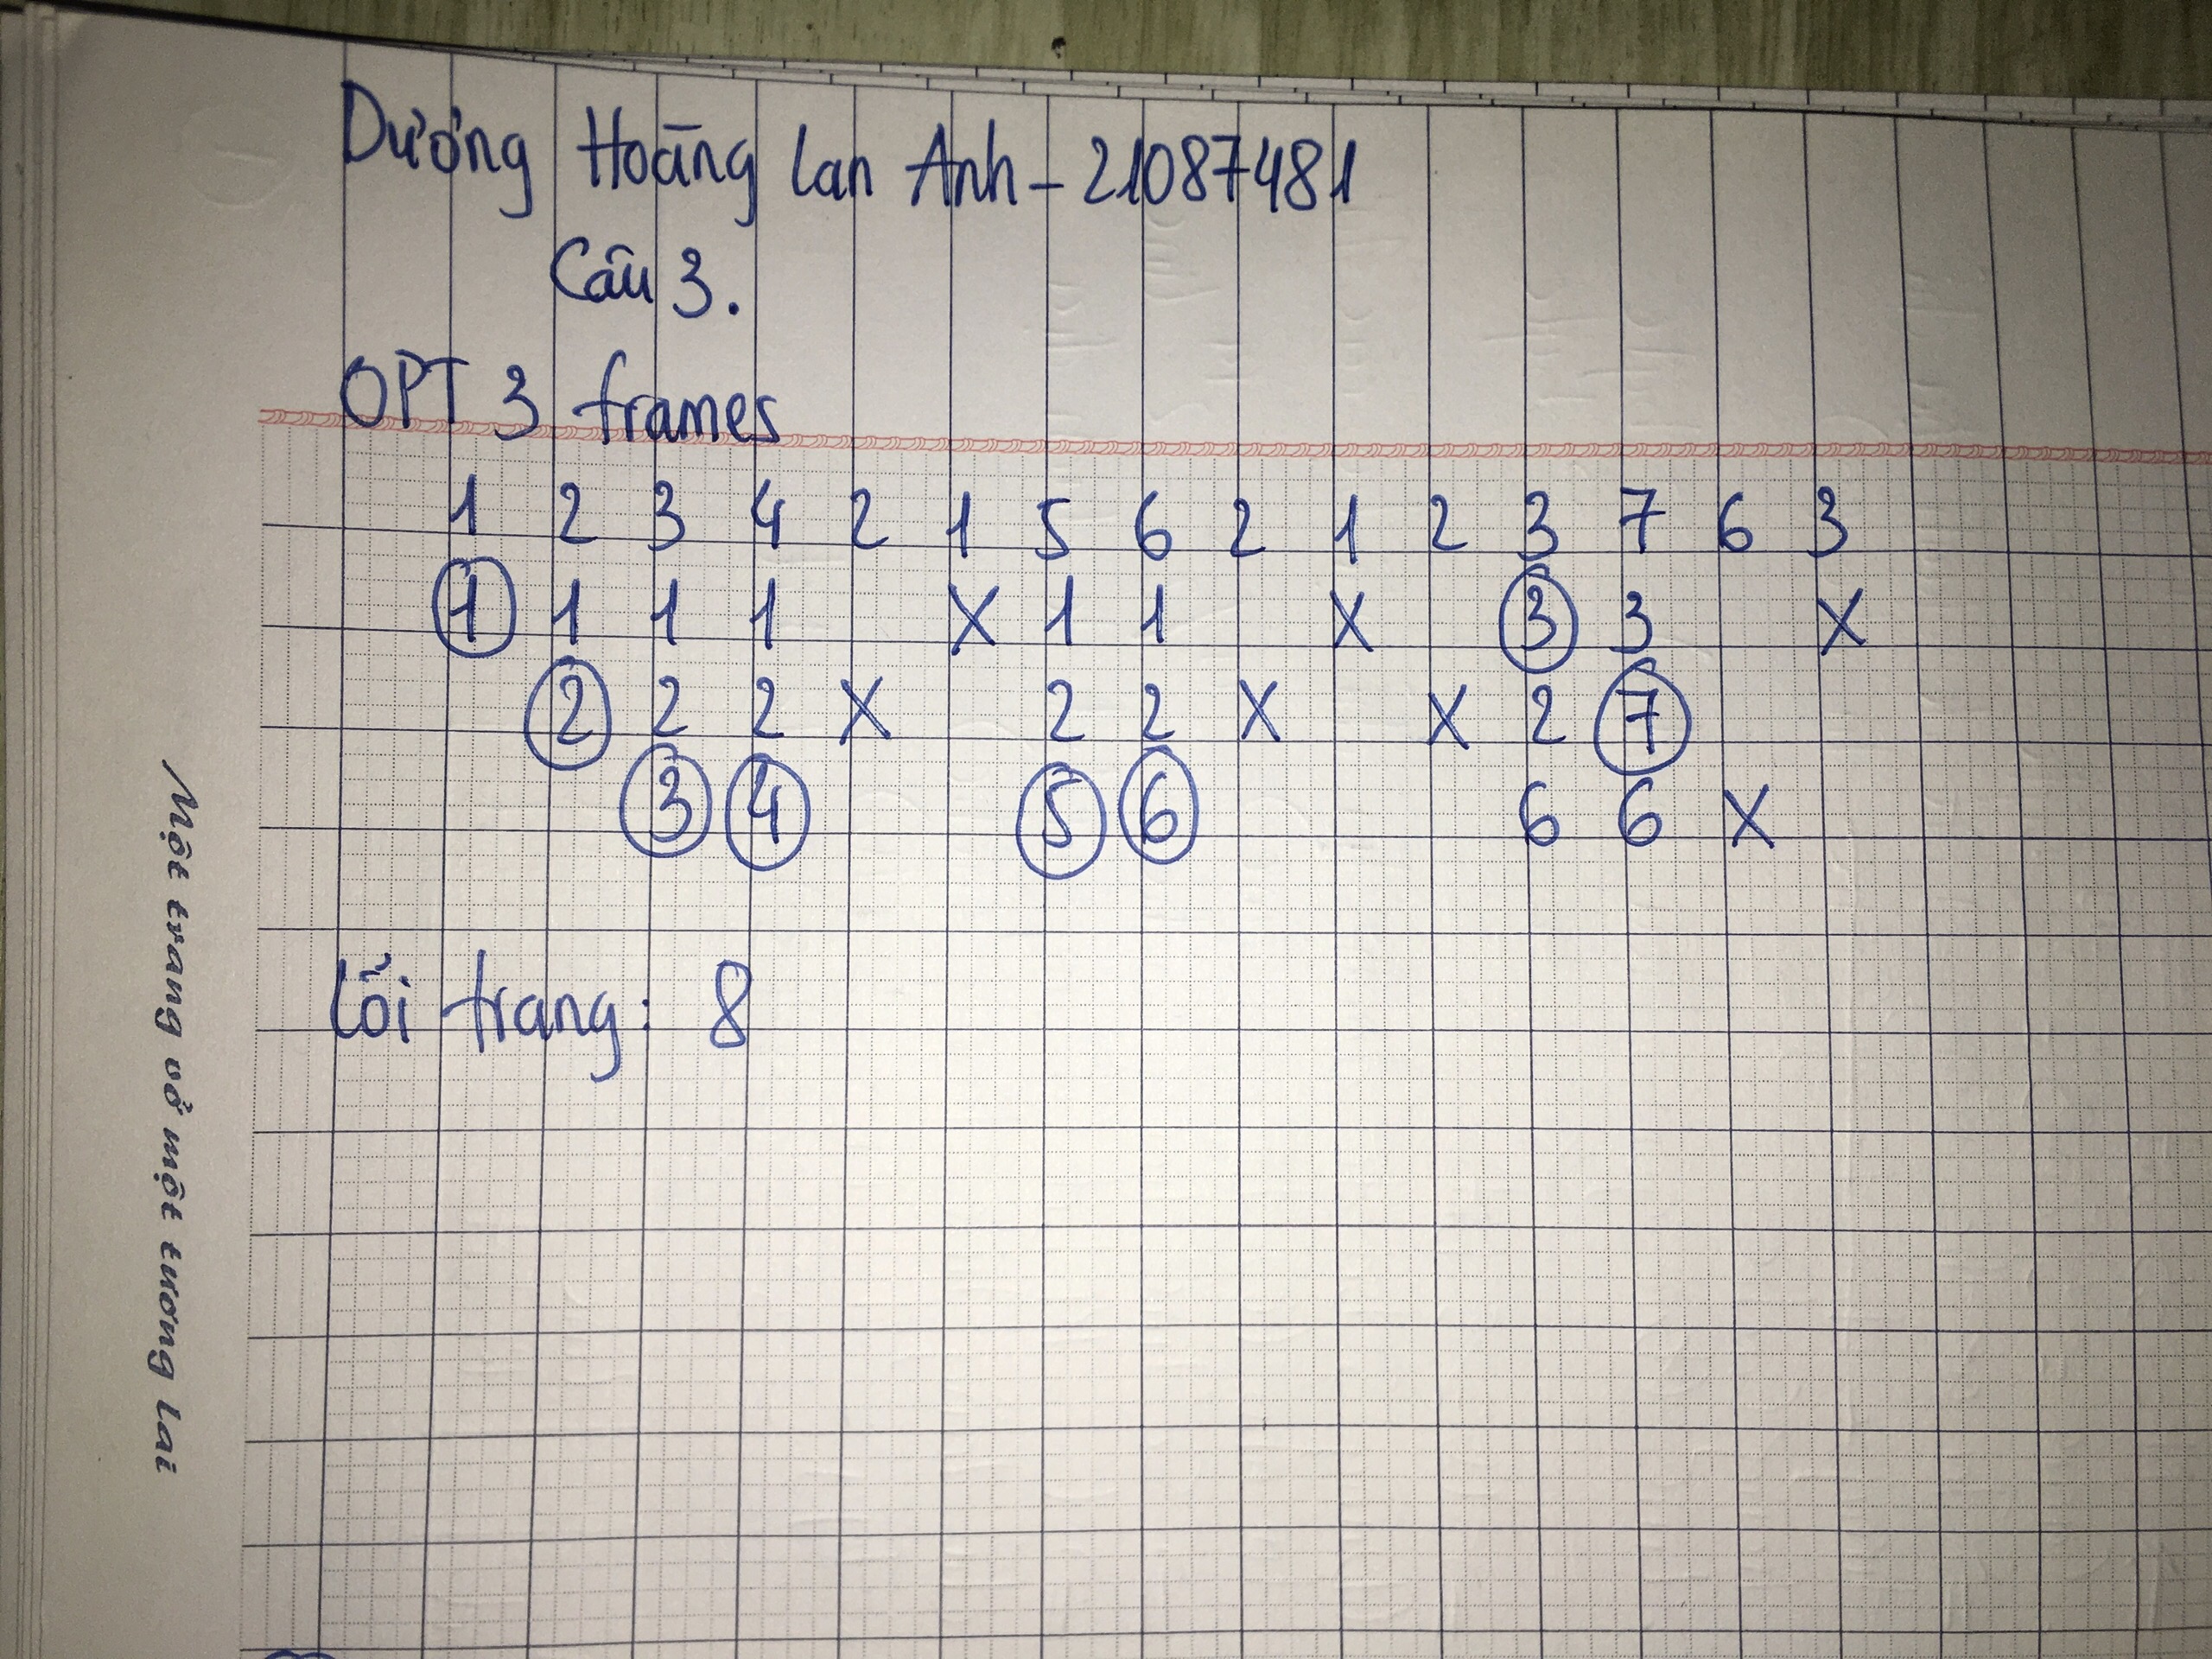 Dương Hoàng Lan Anh - 21087481
Câu 3.
OPT 3 frames
1 2 3 4 2 1 5 6 2 1 2 3 7 6 3
1 1 1 1 X 1 1 X 3 3 X
2 2 2 X 2 2 X X 2 7
3 4 5 6 6 6 X
Lỗi trang: 8
Một trang vở một tương lai